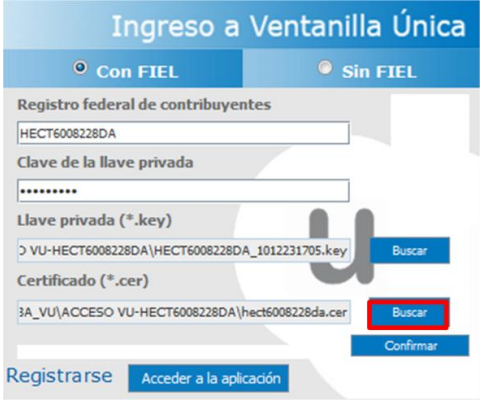 Ingreso a Ventanilla Única
Con FIEL
Sin FIEL
Registro federal de contribuyentes
HECT6008228DA
Clave de la llave privada
•••••••••
Llave privada (*.key)
VU-HECT6008228DA\HECT6008228DA_1012231705.key
Buscar
Certificado (*.cer)
BA_VU\ACCESO VU-HECT6008228DA\hect6008228da.cer
Buscar
Confirmar
Registrarse
Acceder a la aplicación
u